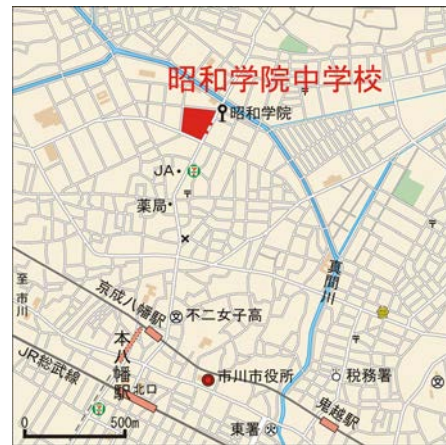 昭和学院中学校
昭和学院
JA
薬局
至
市川
京成八幡駅
不二女子高
真間川
本八幡駅
JR総武線
北口
市川市役所
税務署
鬼越駅
東署
0 500m